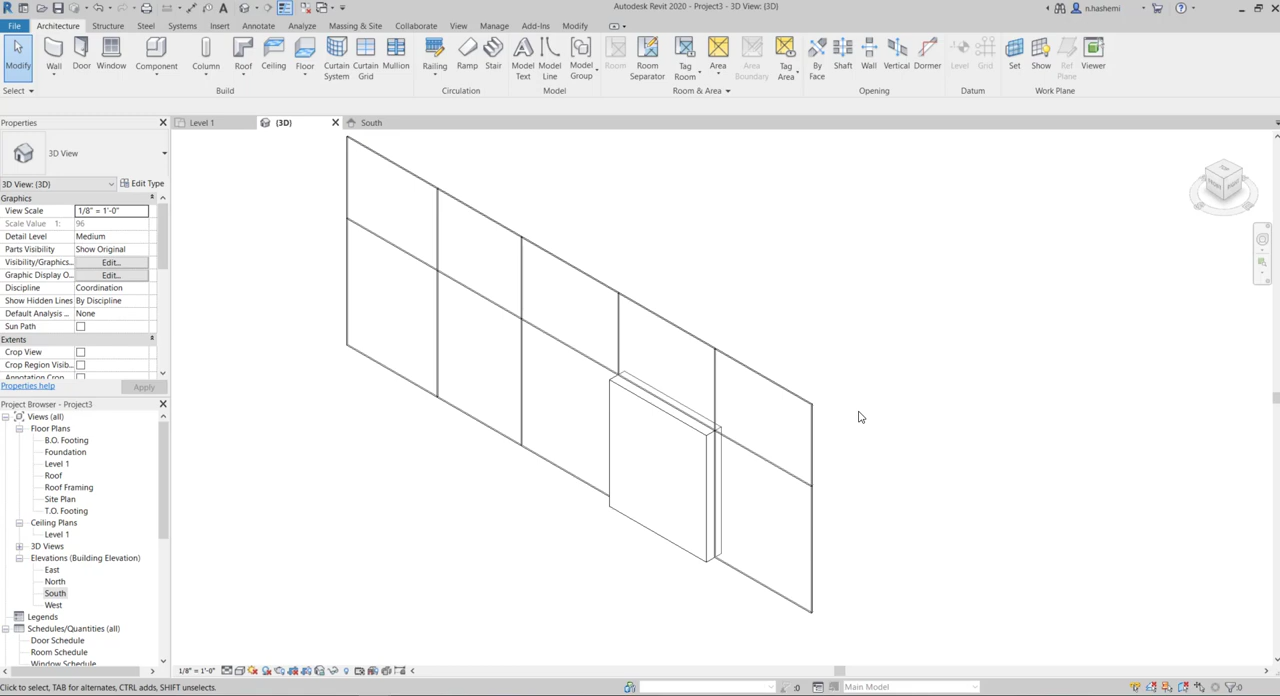 Autodesk Revit 2020 - Project3 - 3D View: {3D}
n.hashemi
File Architecture Structure Steel Systems Insert Annotate Analyze Massing & Site Collaborate View Manage Add-Ins Modify
Modify Wall Door Window Component Column Roof Ceiling Floor Curtain System Curtain Grid Mullion Railing Ramp Stair Model Text Model Line Model Group Room Room Separator Tag Room Area Area Boundary Tag Area By Face Shaft Wall Vertical Dormer Level Grid Set Show Ref Plane Viewer
Select Build Circulation Model Room & Area Opening Datum Work Plane
Properties
Level 1 {3D} South
3D View
3D View: {3D} Edit Type
Graphics
View Scale 1/8" = 1'-0"
Scale Value 1: 96
Detail Level Medium
Parts Visibility Show Original
Visibility/Graphics... Edit...
Graphic Display O... Edit...
Discipline Coordination
Show Hidden Lines By Discipline
Default Analysis ... None
Sun Path
Extents
Crop View
Crop Region Visib...
Annotation Crop
Properties help Apply
Project Browser - Project3
Views (all)
Floor Plans
B.O. Footing
Foundation
Level 1
Roof
Roof Framing
Site Plan
T.O. Footing
Ceiling Plans
Level 1
3D Views
Elevations (Building Elevation)
East
North
South
West
Legends
Schedules/Quantities (all)
Door Schedule
Room Schedule
Window Schedule
1/8" = 1'-0"
Click to select, TAB for alternates, CTRL adds, SHIFT unselects.
:0
Main Model
:0